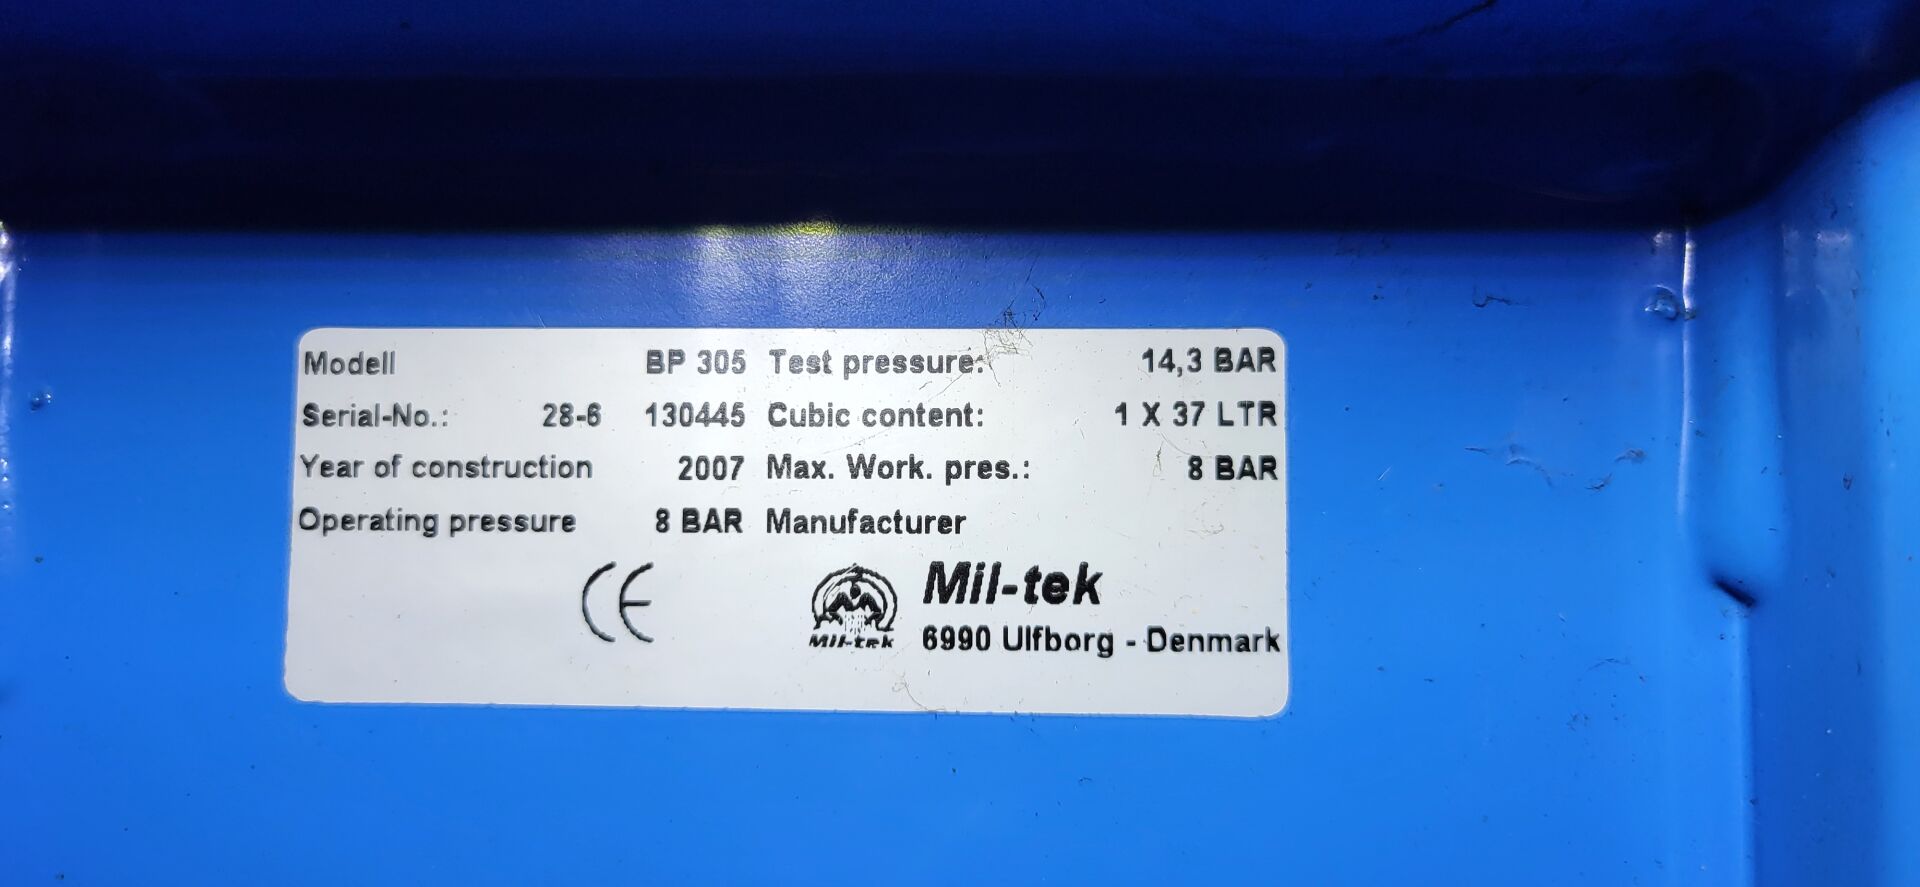 Modell BP 305 Test pressure: 14,3 BAR
Serial-No.: 28-6 130445 Cubic content: 1 X 37 LTR
Year of construction 2007 Max. Work. pres.: 8 BAR
Operating pressure 8 BAR Manufacturer
CE Mil-tek
Mil-tek 6990 Ulfborg - Denmark